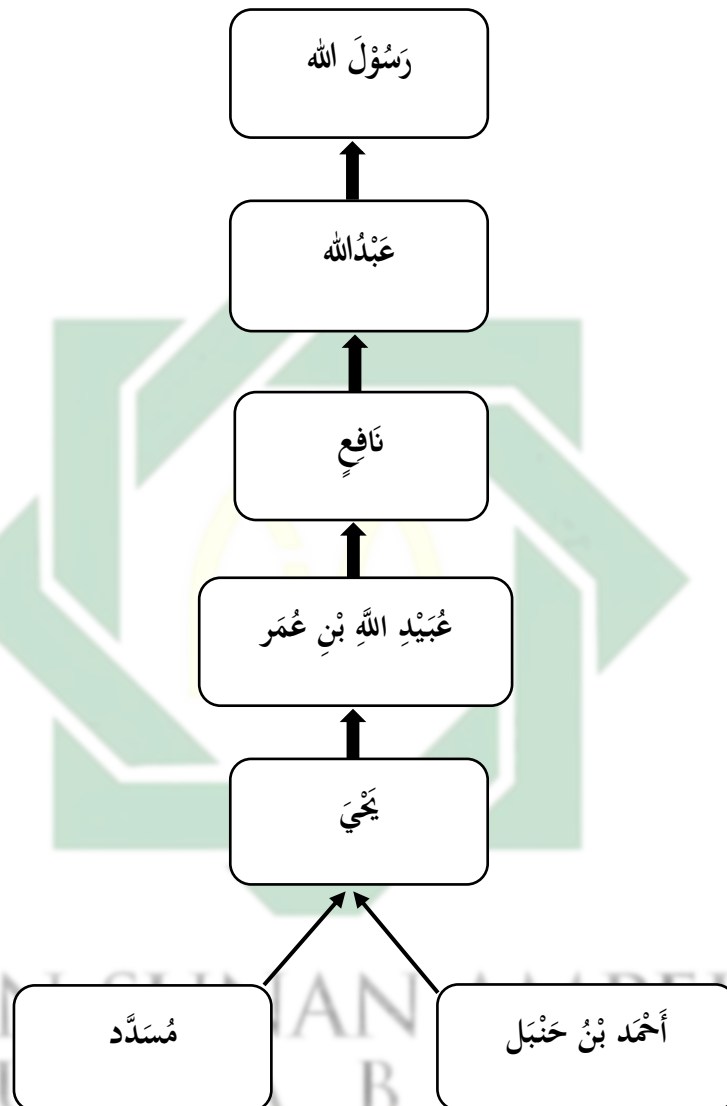 رَسُوْلَ الله
عَبْدُالله
نَافِعٍ
عُبَيْدِ اللَّهِ بْنِ عُمَر
يَحْيَ
مُسَدَّد
أَحْمَد بْنُ حَنْبَل